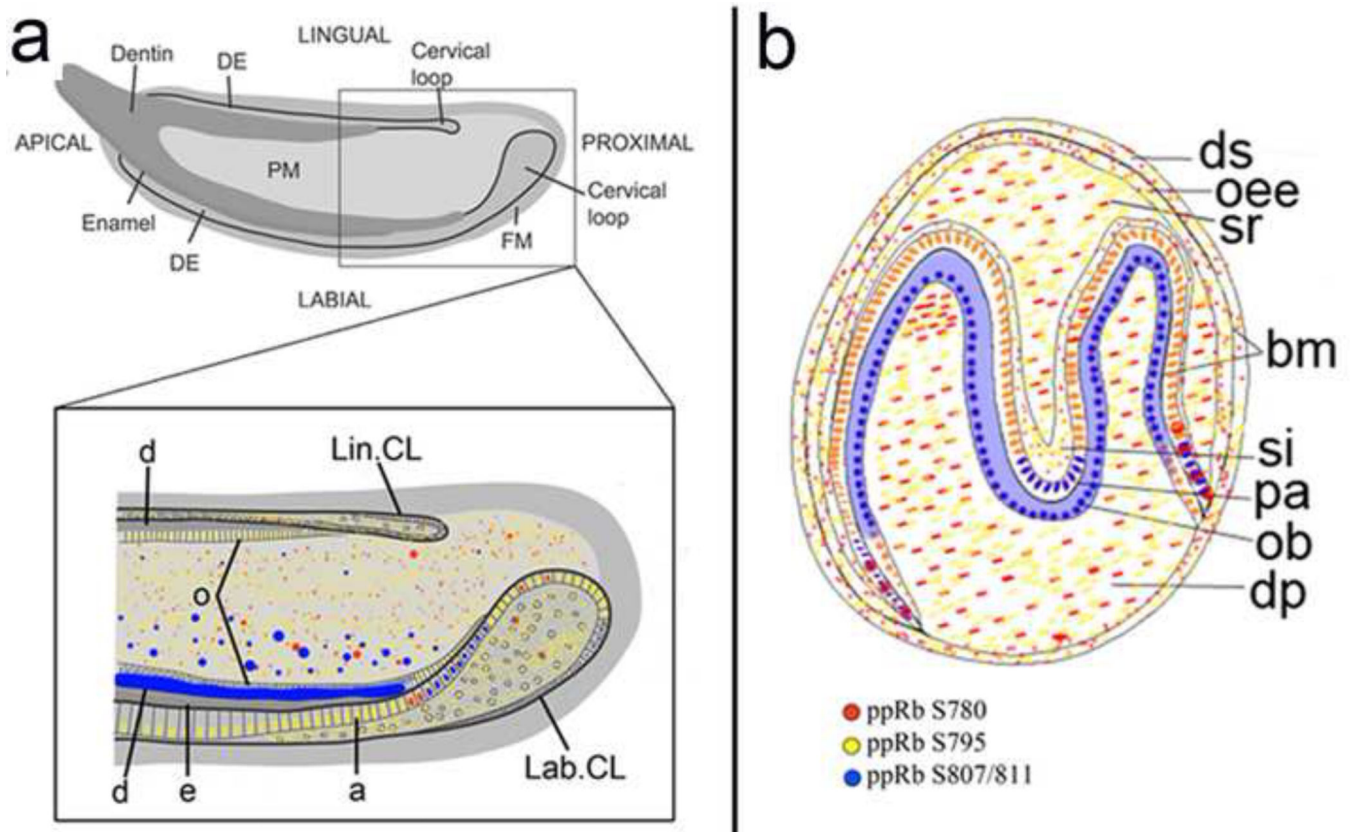 a
LINGUAL
Dentin
DE
Cervical
loop
APICAL
PROXIMAL
PM
Cervical
loop
Enamel
FM
DE
LABIAL
d
Lin.CL
d
o
Lab.CL
d
e
a
b
ds
oee
sr
bm
si
pa
ob
dp
ppRb S780
ppRb S795
ppRb S807/811